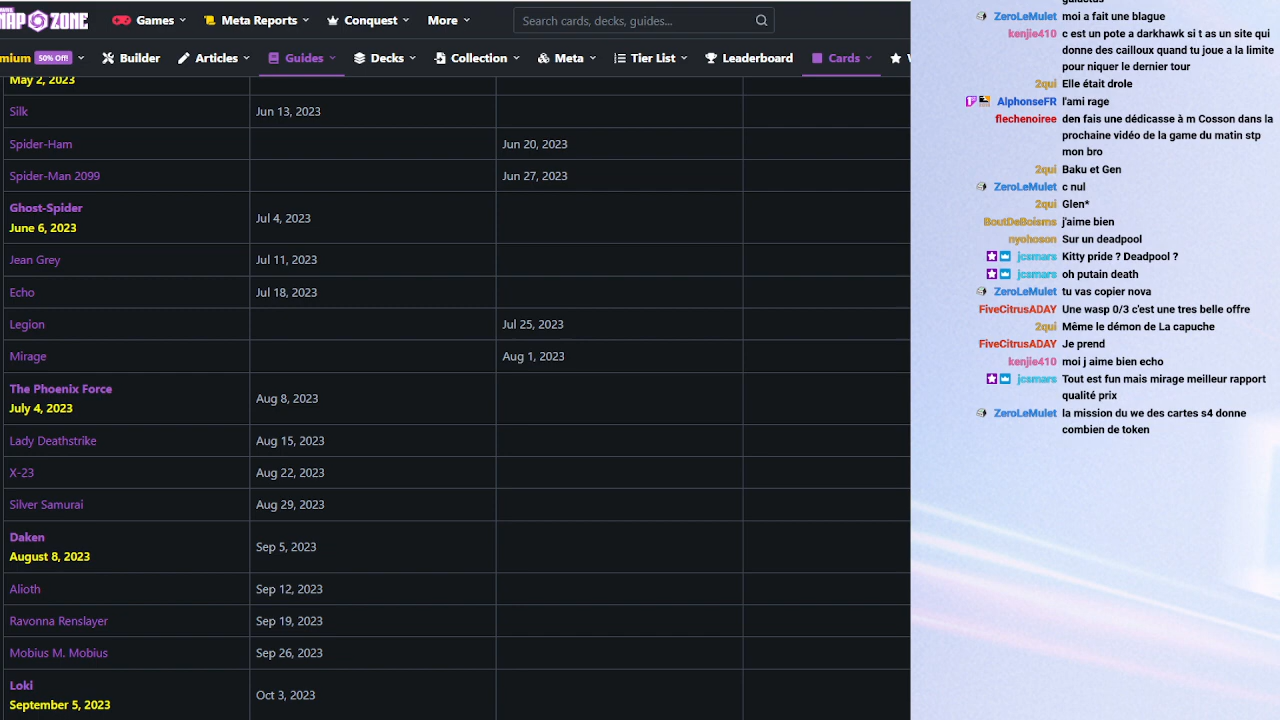 Games
Meta Reports
Conquest
More
Search cards, decks, guides...
50% Off!
Builder
Articles
Guides
Decks
Collection
Meta
Tier List
Leaderboard
Cards
May 2, 2023
Silk Jun 13, 2023
Spider-Ham Jun 20, 2023
Spider-Man 2099 Jun 27, 2023
Ghost-Spider
June 6, 2023
Jul 4, 2023
Jean Grey Jul 11, 2023
Echo Jul 18, 2023
Legion Jul 25, 2023
Mirage Aug 1, 2023
The Phoenix Force
July 4, 2023
Aug 8, 2023
Lady Deathstrike Aug 15, 2023
X-23 Aug 22, 2023
Silver Samurai Aug 29, 2023
Daken
August 8, 2023
Sep 5, 2023
Alioth Sep 12, 2023
Ravonna Renslayer Sep 19, 2023
Mobius M. Mobius Sep 26, 2023
Loki
September 5, 2023
Oct 3, 2023
ZeroLeMulet moi a fait une blague
kenjie410 c est un pote a darkhawk si t as un site qui
donne des cailloux quand tu joue a la limite
pour niquer le dernier tour
2qui Elle était drole
AlphonseFR l'ami rage
flechenoiree den fais une dédicasse à m Cosson dans la
prochaine vidéo de la game du matin stp
mon bro
2qui Baku et Gen
ZeroLeMulet c nul
2qui Glen*
BoutDeBoisms j'aime bien
nyohoson Sur un deadpool
jcsmars Kitty pride ? Deadpool ?
jcsmars oh putain death
ZeroLeMulet tu vas copier nova
FiveCitrusADAY Une wasp 0/3 c'est une tres belle offre
2qui Même le démon de La capuche
FiveCitrusADAY Je prend
kenjie410 moi j aime bien echo
jcsmars Tout est fun mais mirage meilleur rapport
qualité prix
ZeroLeMulet la mission du we des cartes s4 donne
combien de token